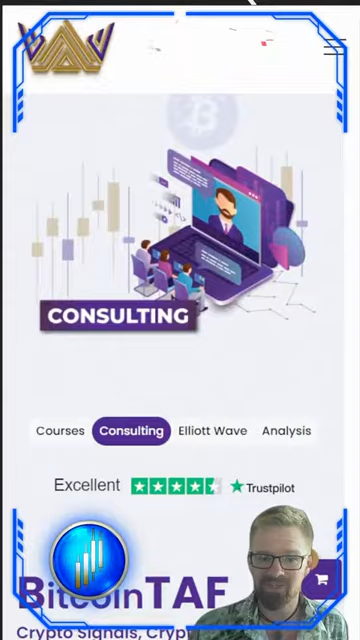 CONSULTING
Courses Consulting Elliott Wave Analysis
Excellent Trustpilot
BitcoinTAF
Crypto Signals, Cryp